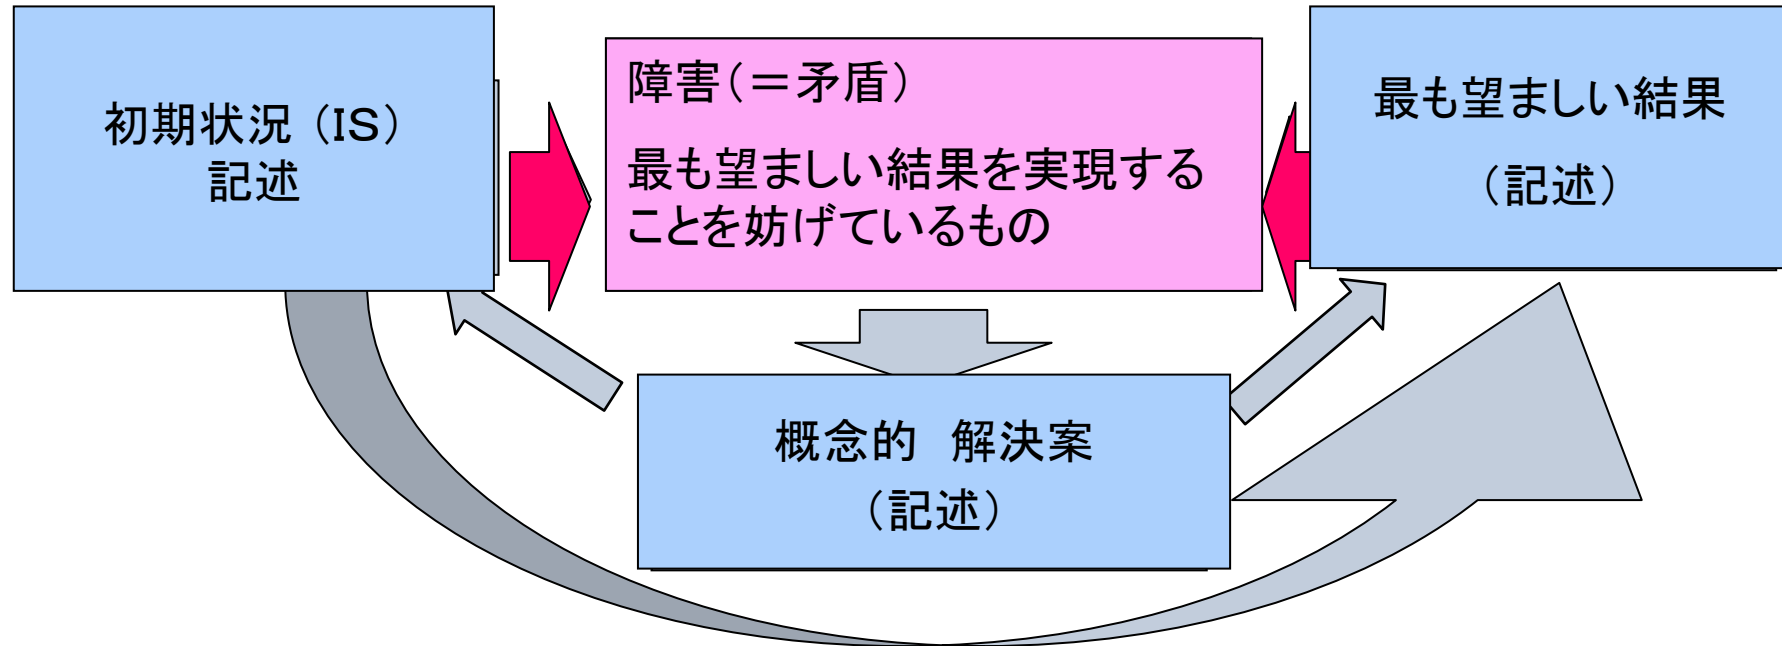 初期状況（IS）
記述
障害（＝矛盾）
最も望ましい結果を実現する
ことを妨げているもの
最も望ましい結果
（記述）
概念的　解決案
（記述）